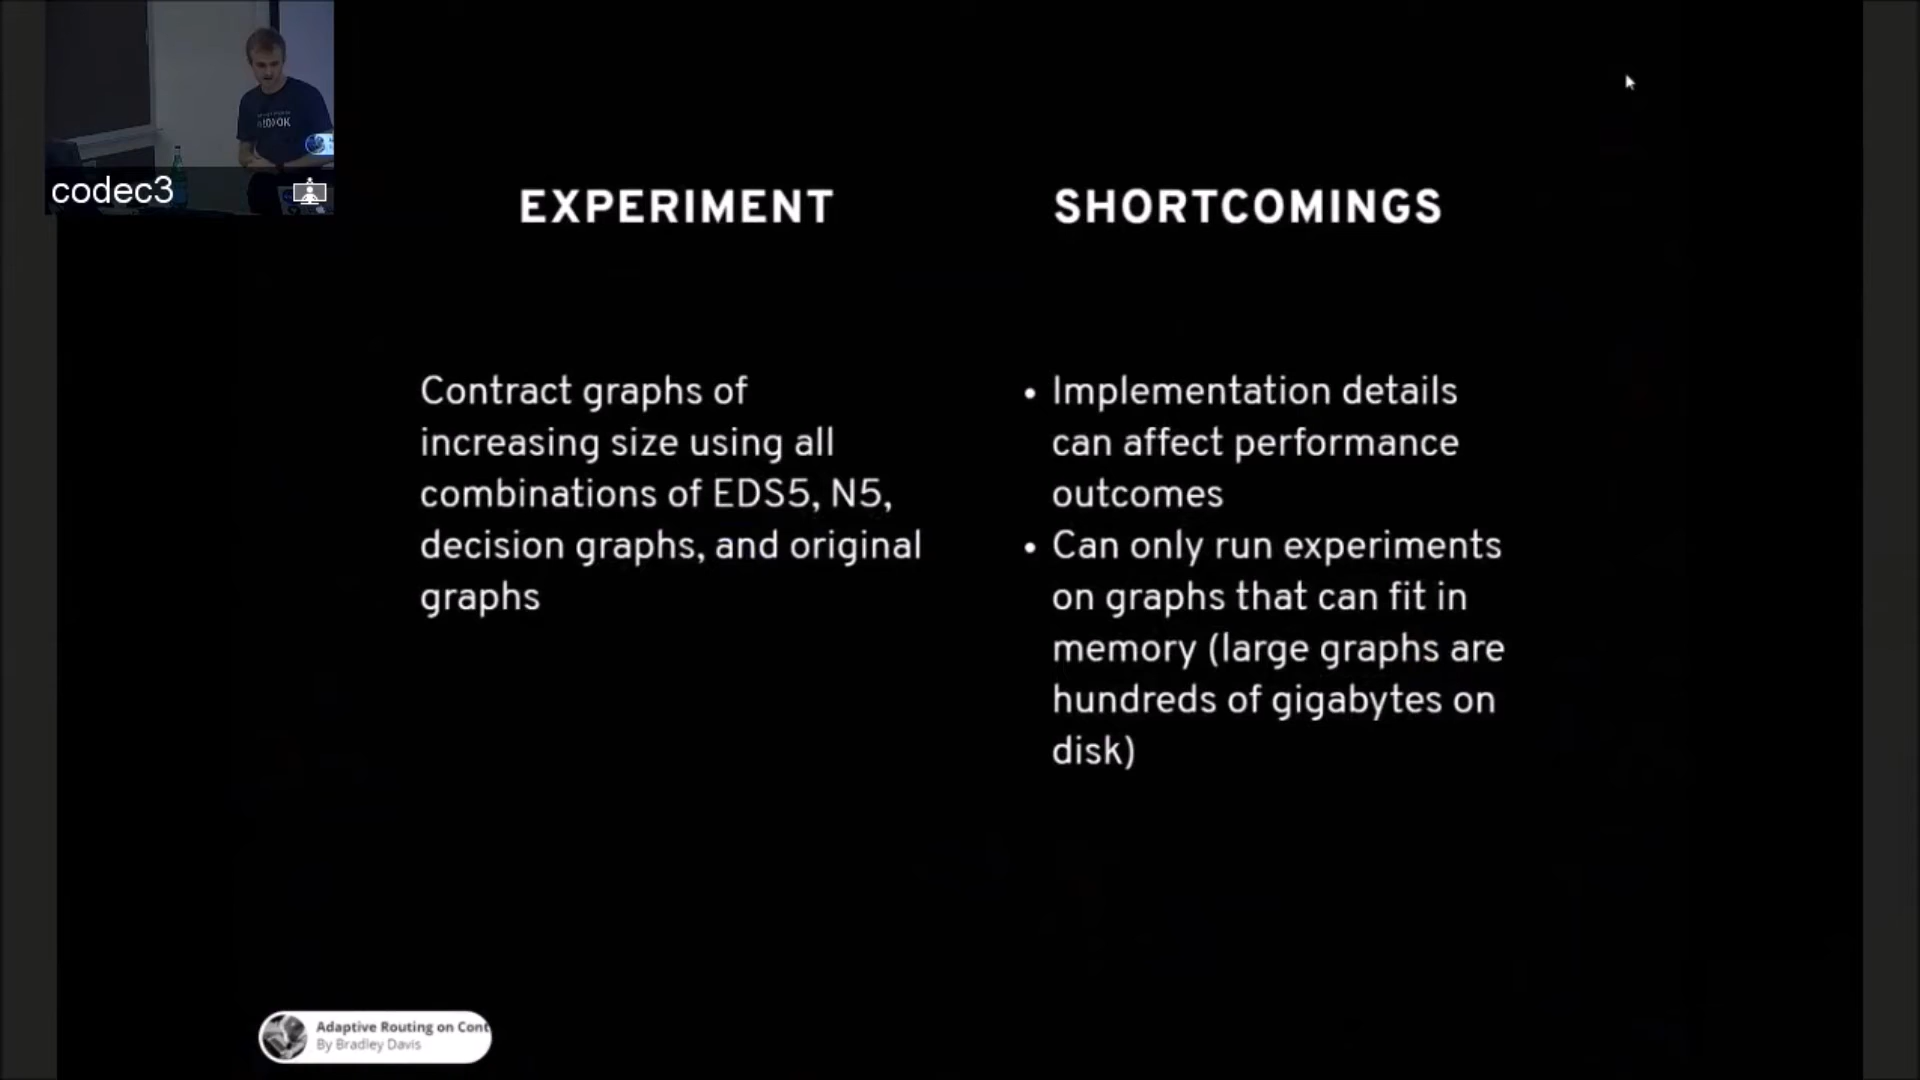 codec3
EXPERIMENT
Contract graphs of
increasing size using all
combinations of EDS5, N5,
decision graphs, and original
graphs
SHORTCOMINGS
• Implementation details
can affect performance
outcomes
• Can only run experiments
on graphs that can fit in
memory (large graphs are
hundreds of gigabytes on
disk)
Adaptive Routing on Cont
By Bradley Davis